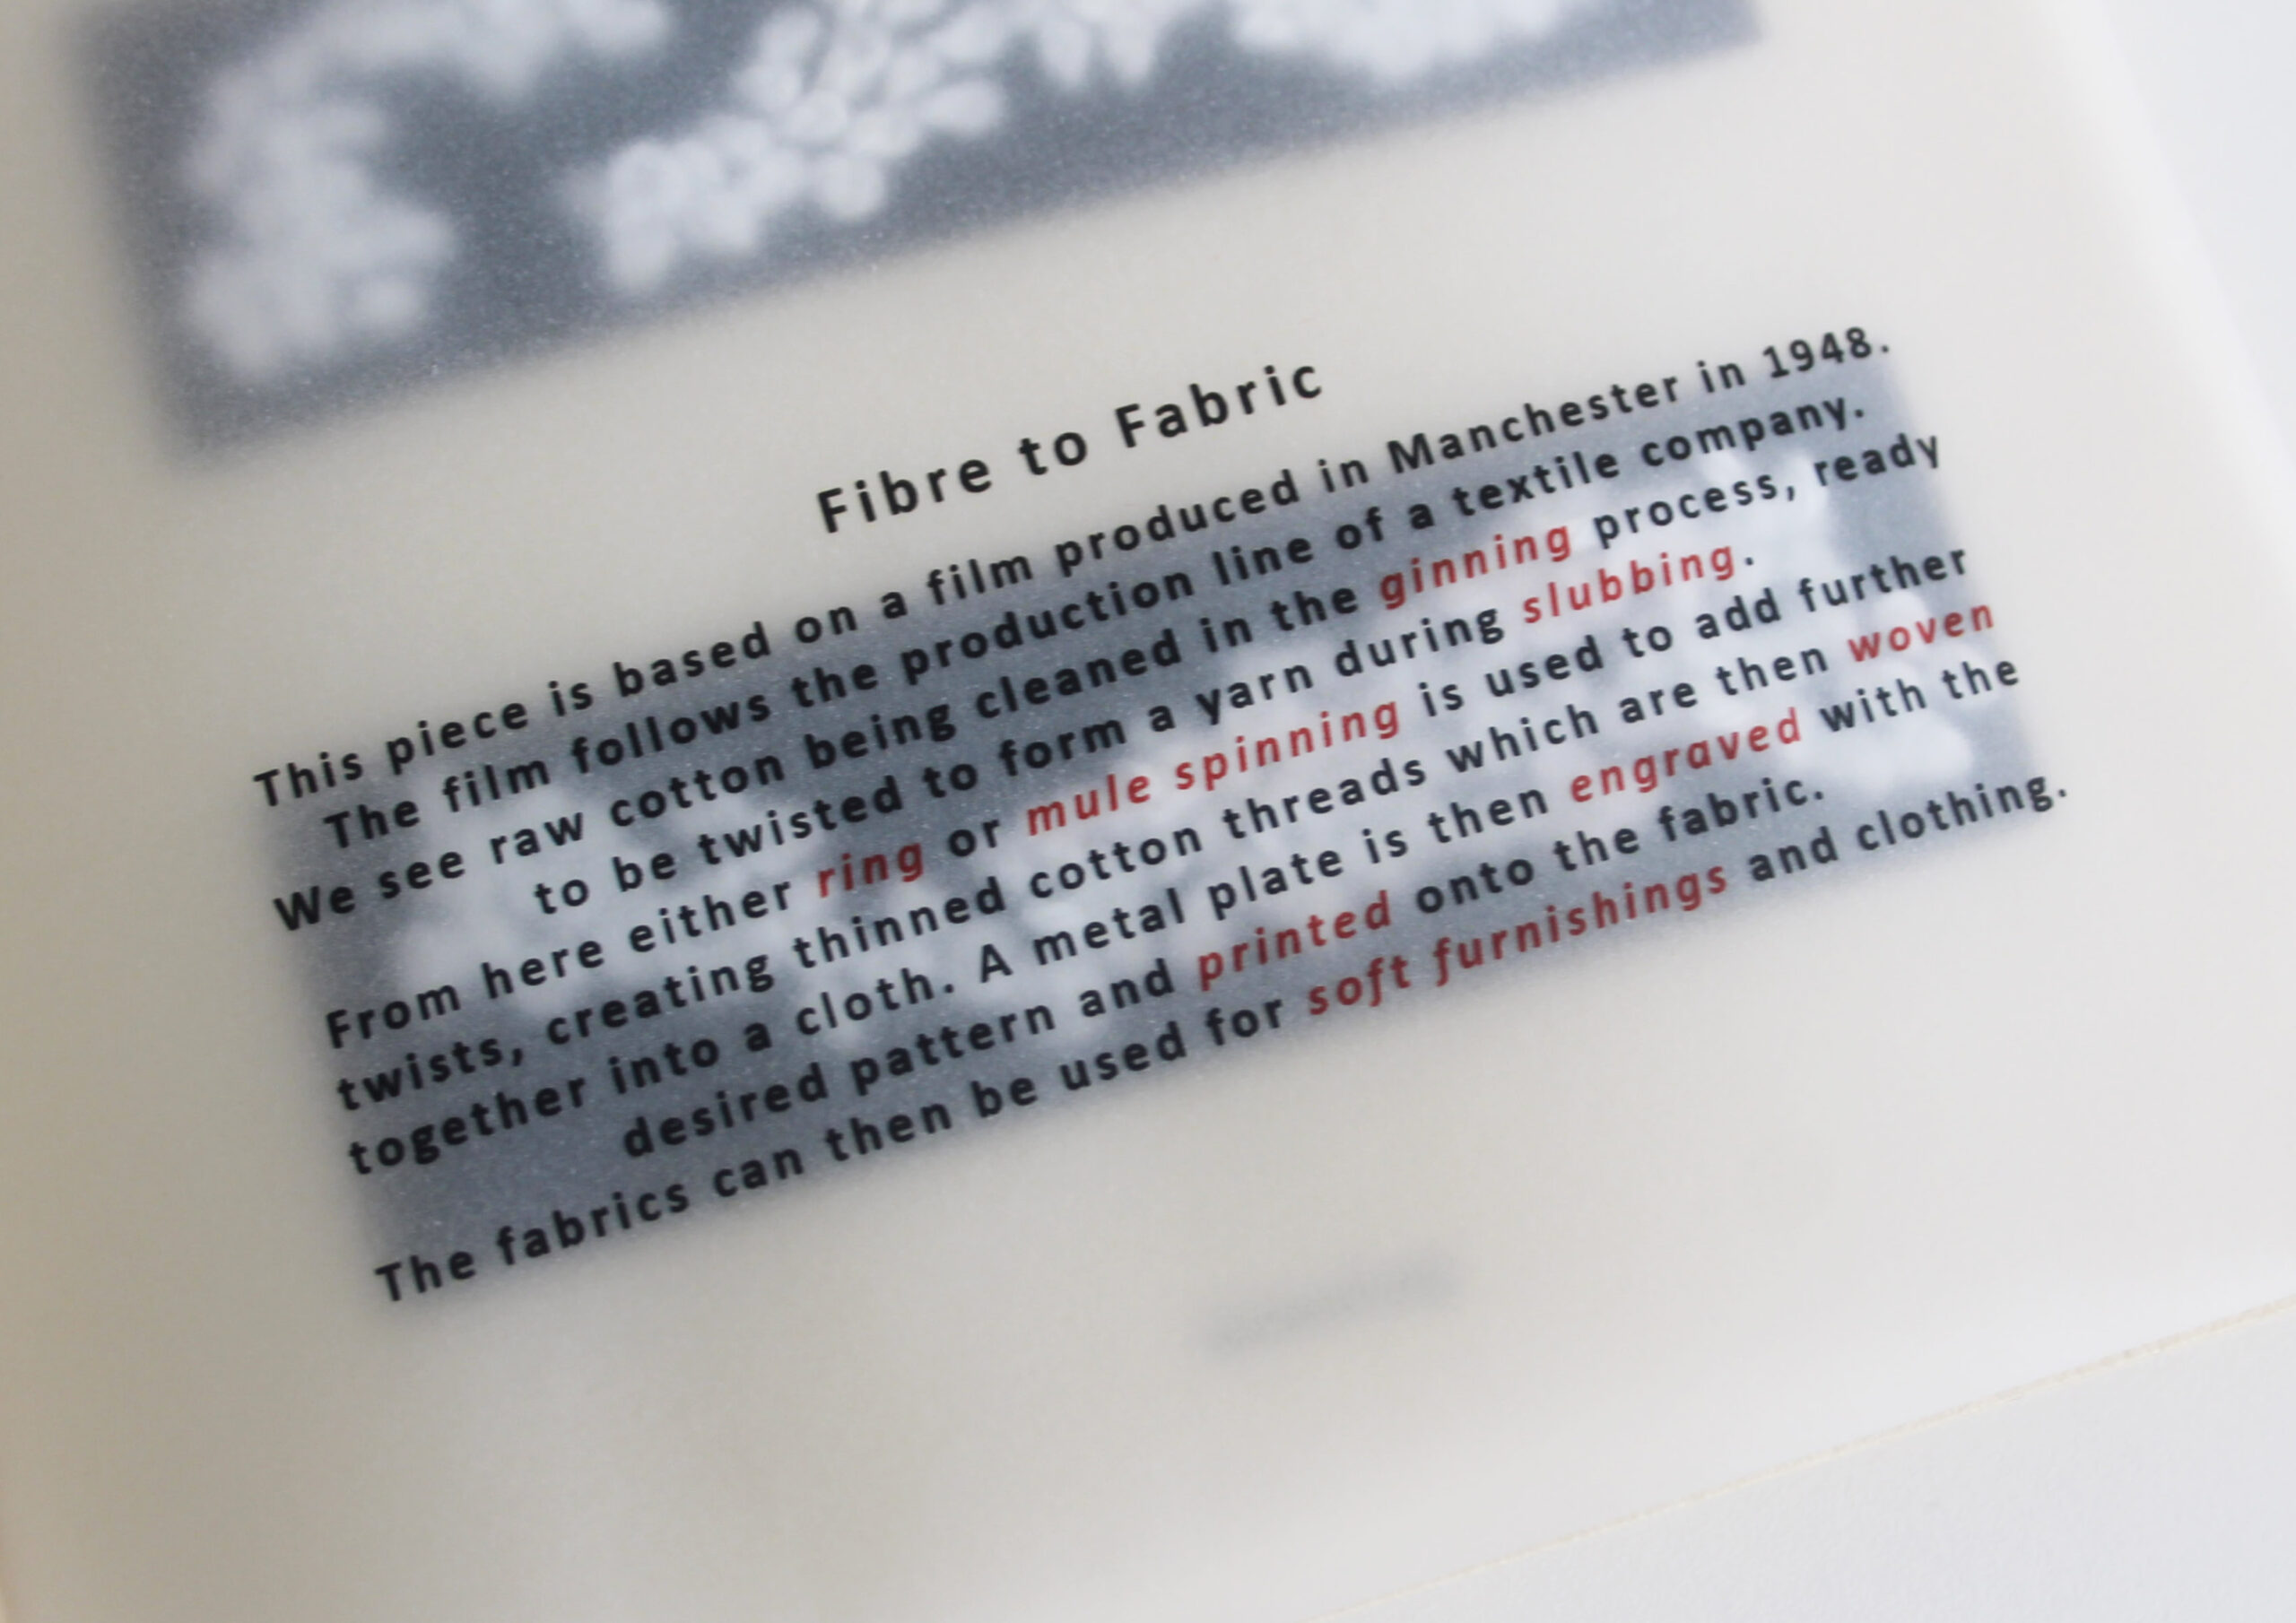 Fibre to Fabric
This piece is based on a film produced in Manchester in 1948.
The film follows the production line of a textile company.
We see raw cotton being cleaned in the ginning process, ready
to be twisted to form a yarn during slubbing.
From here either ring or mule spinning is used to add further
twists, creating thinned cotton threads which are then woven
together into a cloth. A metal plate is then engraved with the
desired pattern and printed onto the fabric.
The fabrics can then be used for soft furnishings and clothing.